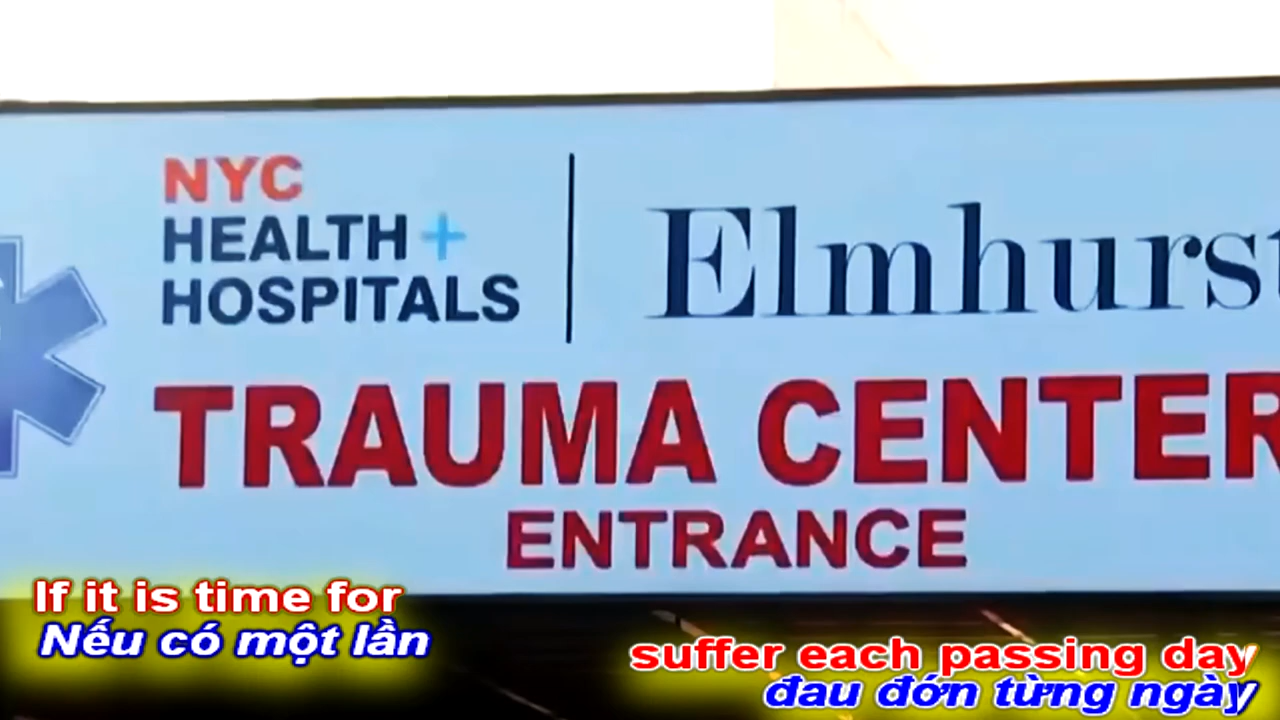 NYC
HEALTH+
HOSPITALS
Elmhurst
TRAUMA CENTER
ENTRANCE
If it is time for
Nếu có một lần
suffer each passing day
đau đớn từng ngày